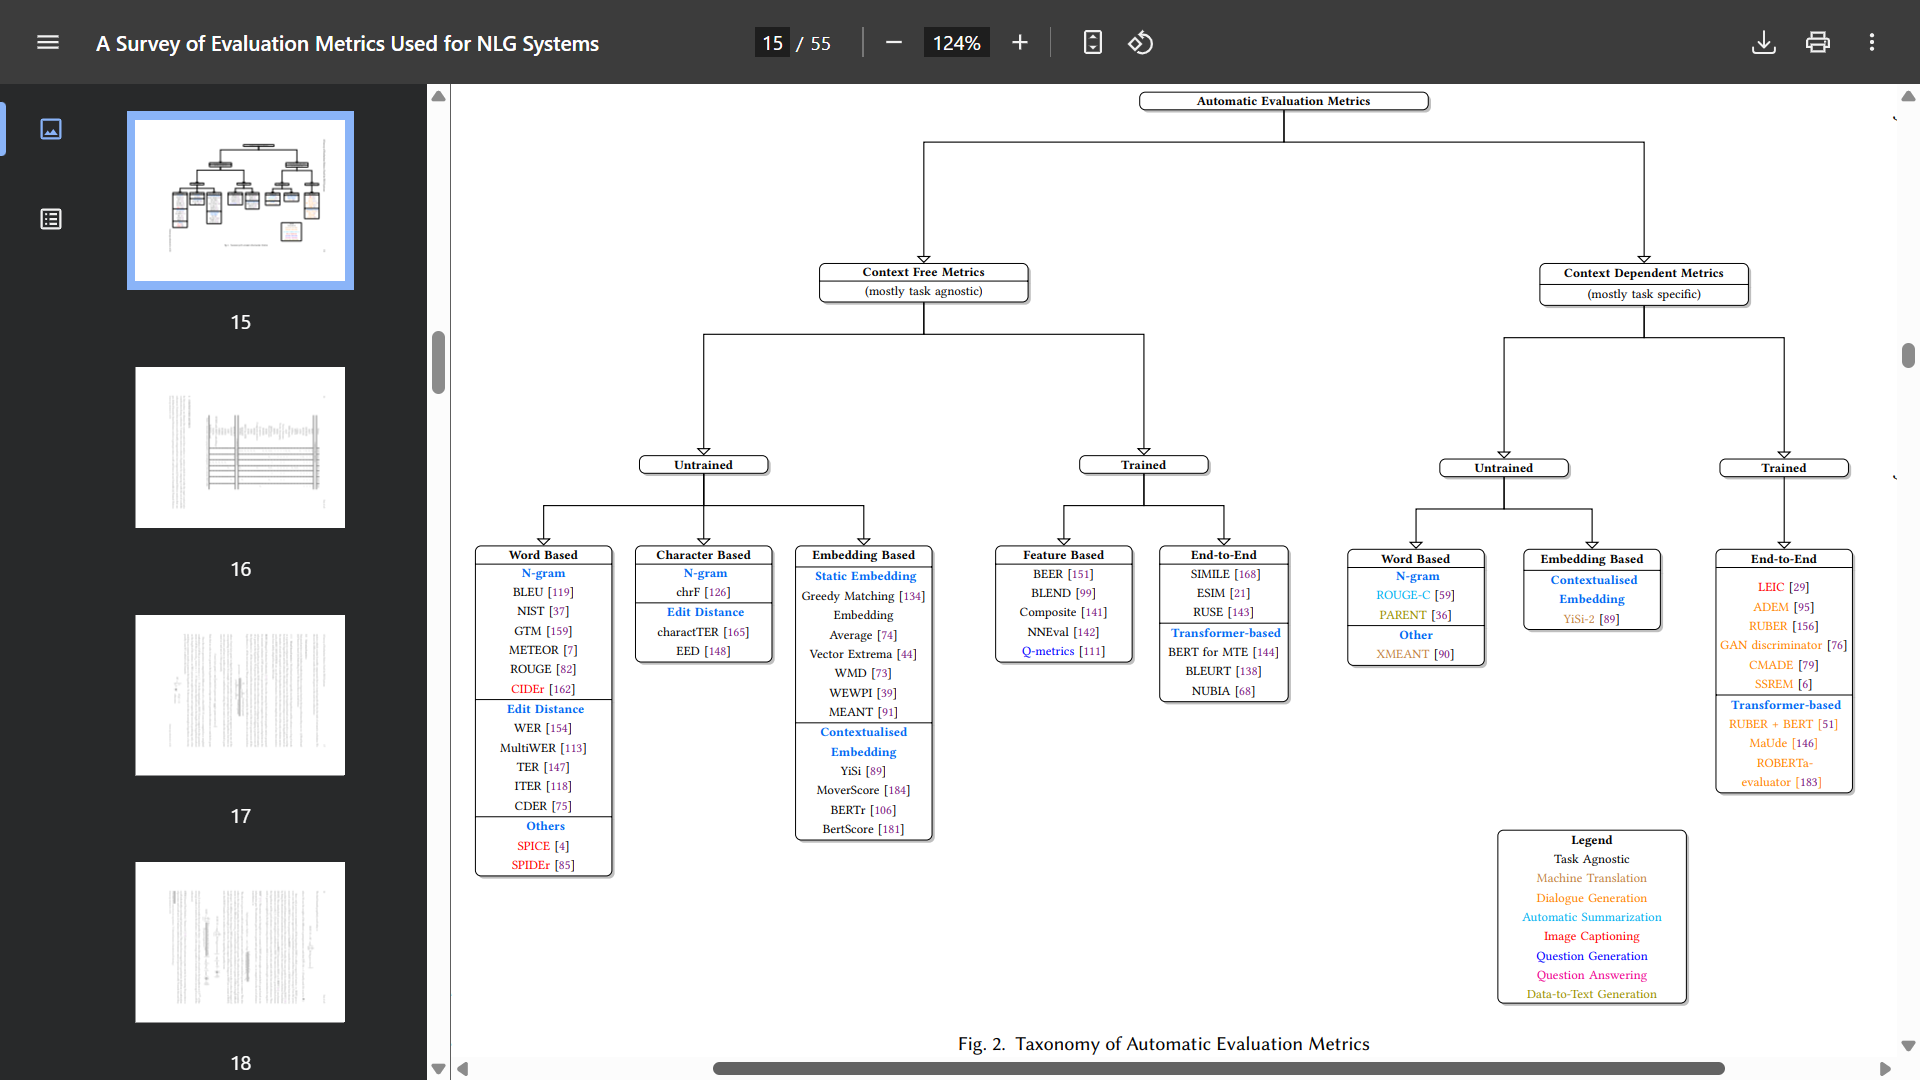 A Survey of Evaluation Metrics Used for NLG Systems
15 / 55
124%
15
16
17
18
Automatic Evaluation Metrics
Context Free Metrics
(mostly task agnostic)
Context Dependent Metrics
(mostly task specific)
Untrained
Trained
Untrained
Trained
Word Based
N-gram
BLEU [119]
NIST [37]
GTM [159]
METEOR [7]
ROUGE [82]
CIDEr [162]
Edit Distance
WER [154]
MultiWER [113]
TER [147]
ITER [118]
CDER [75]
Others
SPICE [4]
SPIDEr [85]
Character Based
N-gram
chrF [126]
Edit Distance
charactTER [165]
EED [148]
Embedding Based
Static Embedding
Greedy Matching [134]
Embedding
Average [74]
Vector Extrema [44]
WMD [73]
WEWPI [39]
MEANT [91]
Contextualised
Embedding
YiSi [89]
MoverScore [184]
BERTr [106]
BertScore [181]
Feature Based
BEER [151]
BLEND [99]
Composite [141]
NNEval [142]
Q-metrics [111]
End-to-End
SIMILE [168]
ESIM [21]
RUSE [143]
Transformer-based
BERT for MTE [144]
BLEURT [138]
NUBIA [68]
Word Based
N-gram
ROUGE-C [59]
PARENT [36]
Other
XMEANT [90]
Embedding Based
Contextualised
Embedding
YiSi-2 [89]
End-to-End
LEIC [29]
ADEM [95]
RUBER [156]
GAN discriminator [76]
CMADE [79]
SSREM [6]
Transformer-based
RUBER + BERT [51]
MaUde [146]
ROBERTa-
evaluator [183]
Legend
Task Agnostic
Machine Translation
Dialogue Generation
Automatic Summarization
Image Captioning
Question Generation
Question Answering
Data-to-Text Generation
Fig. 2. Taxonomy of Automatic Evaluation Metrics